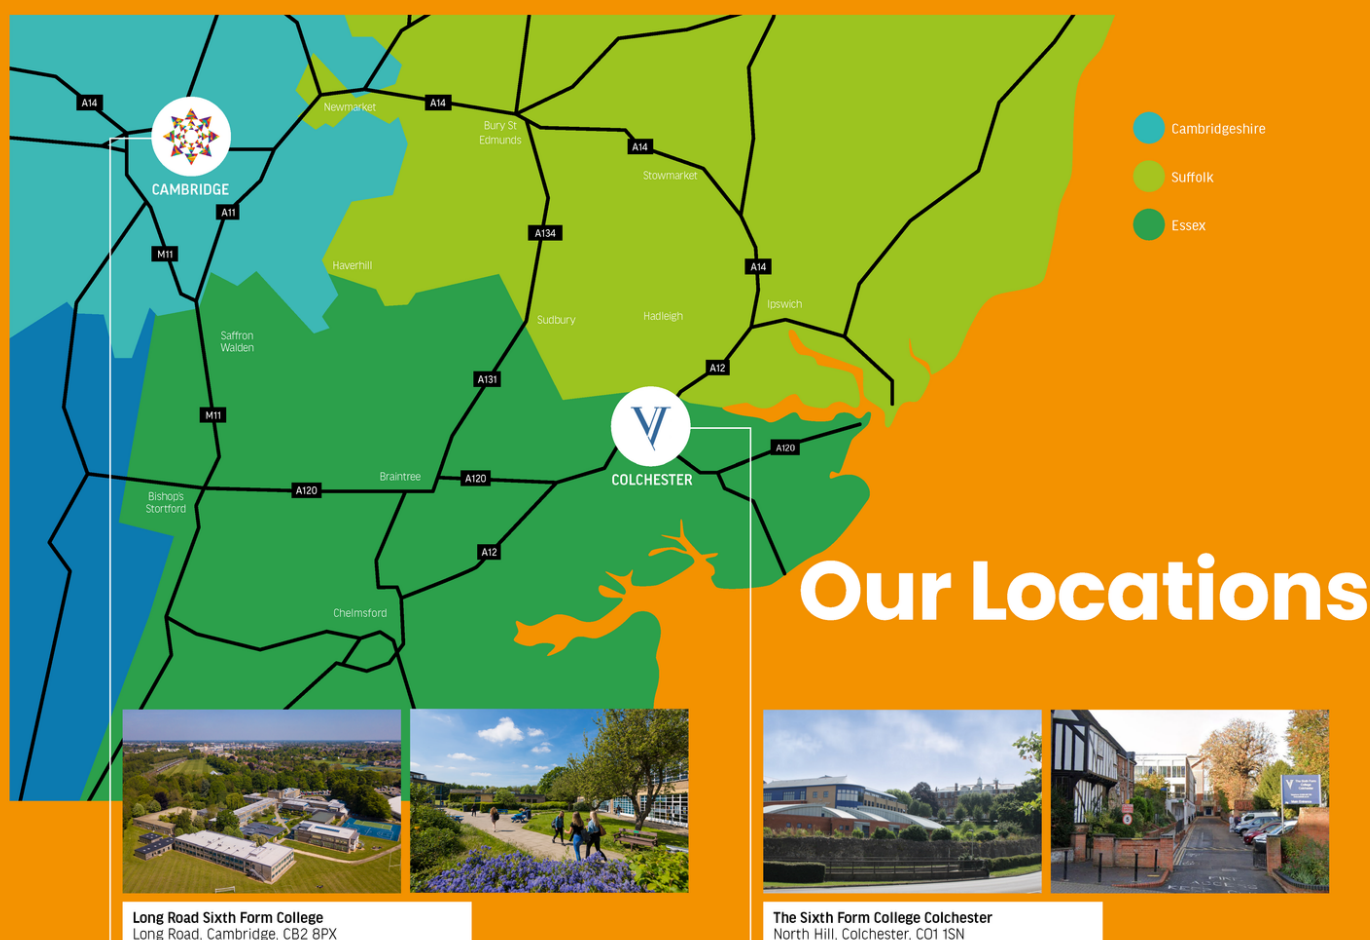 A14
Newmarket
A14
Bury St
Edmunds
A14
Stowmarket
CAMBRIDGE
A11
M11
A134
Haverhill
A14
Ipswich
Hadleigh
Sudbury
Saffron
Walden
A12
A131
M11
COLCHESTER
A120
Braintree
A120
A120
Bishop's
Stortford
A12
Chelmsford
Cambridgeshire
Suffolk
Essex
Our Locations
Long Road Sixth Form College
Long Road, Cambridge, CB2 8PX
The Sixth Form College Colchester
North Hill, Colchester, CO1 1SN